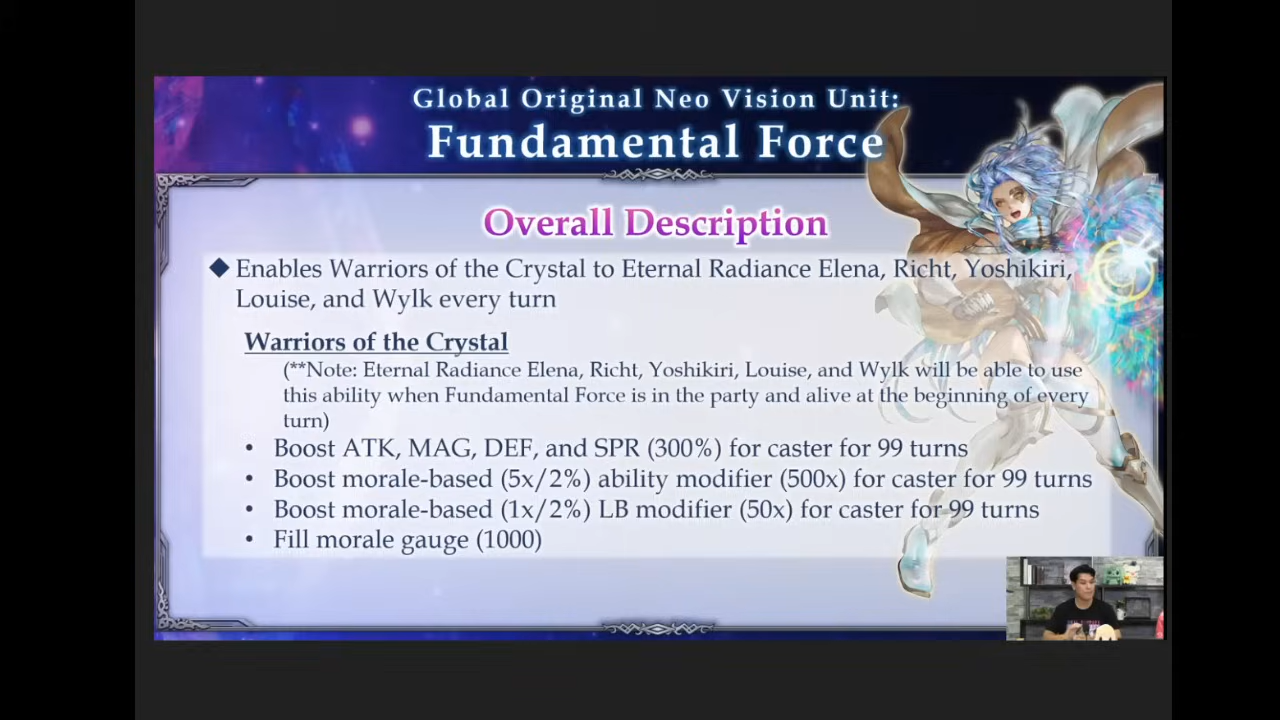 Global Original Neo Vision Unit:
Fundamental Force
Overall Description
Enables Warriors of the Crystal to Eternal Radiance Elena, Richt, Yoshikiri,
Louise, and Wylk every turn
Warriors of the Crystal
(**Note: Eternal Radiance Elena, Richt, Yoshikiri, Louise, and Wylk will be able to use
this ability when Fundamental Force is in the party and alive at the beginning of every
turn)
• Boost ATK, MAG, DEF, and SPR (300%) for caster for 99 turns
• Boost morale-based (5x/2%) ability modifier (500x) for caster for 99 turns
• Boost morale-based (1x/2%) LB modifier (50x) for caster for 99 turns
• Fill morale gauge (1000)